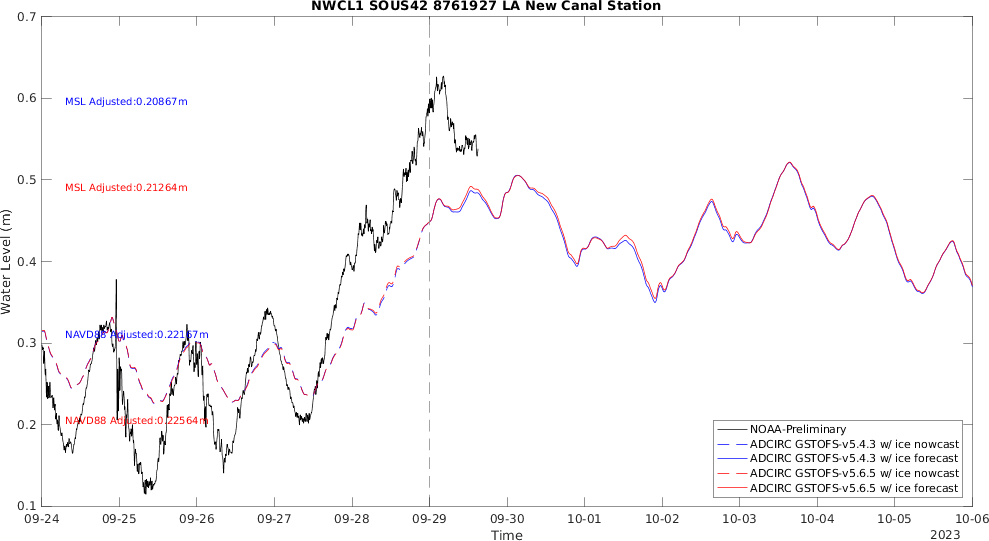 NWCL1 SOUS42 8761927 LA New Canal Station
0.7
0.6
0.5
0.4
0.3
0.2
0.1
Water Level (m)
MSL Adjusted:0.20867m
MSL Adjusted:0.21264m
NAVD88 Adjusted:0.22167m
NAVD88 Adjusted:0.22564m
NOAA-Preliminary
ADCIRC GSTOFS-v5.4.3 w/ ice nowcast
ADCIRC GSTOFS-v5.4.3 w/ ice forecast
ADCIRC GSTOFS-v5.6.5 w/ ice nowcast
ADCIRC GSTOFS-v5.6.5 w/ ice forecast
09-24 09-25 09-26 09-27 09-28 09-29 09-30 10-01 10-02 10-03 10-04 10-05 10-06
Time
2023